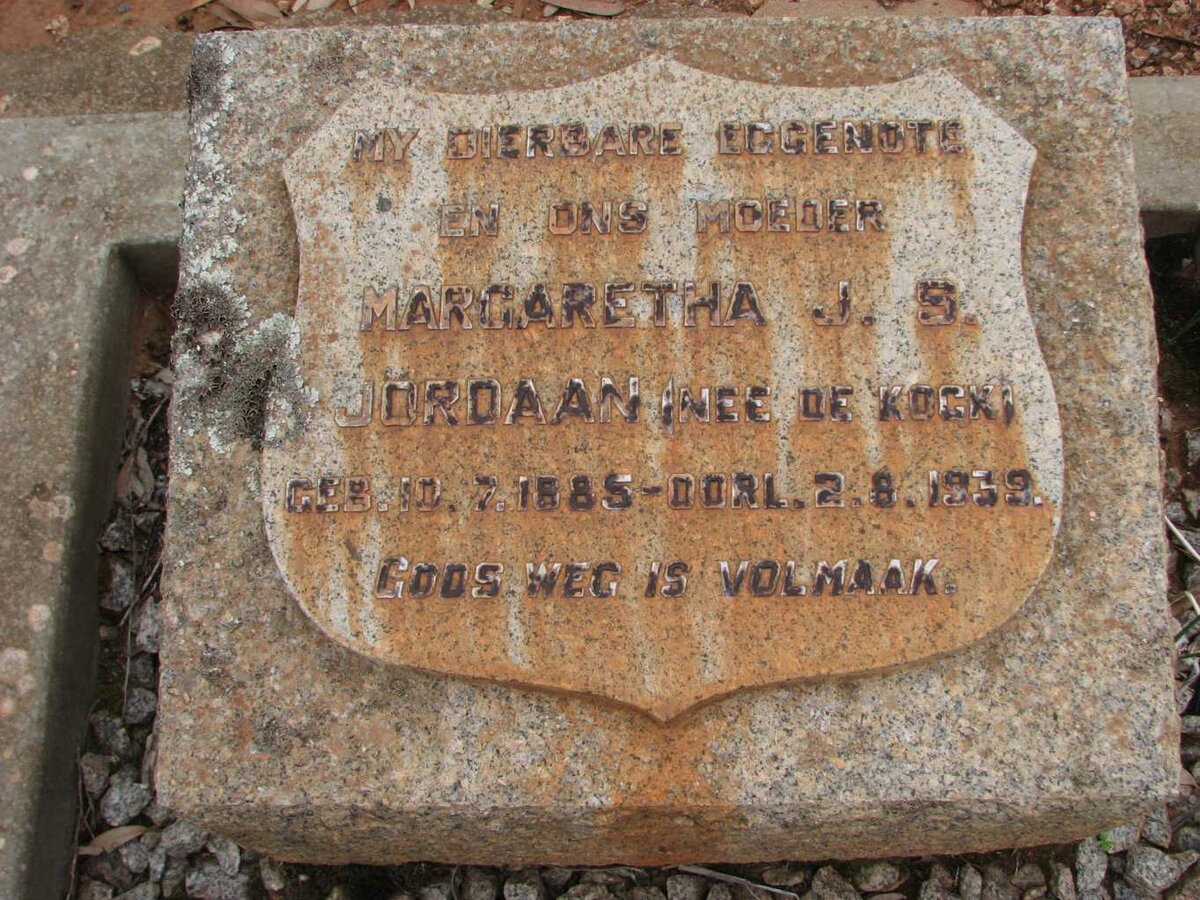 MY DIERBARE EGGENOTE
EN ONS MOEDER
MARGARETHA J. S.
JORDAAN (NEE DE KOCK)
GEB. 10. 7. 1885 - OORL. 2. 8. 1939.
GODS WEG IS VOLMAAK.